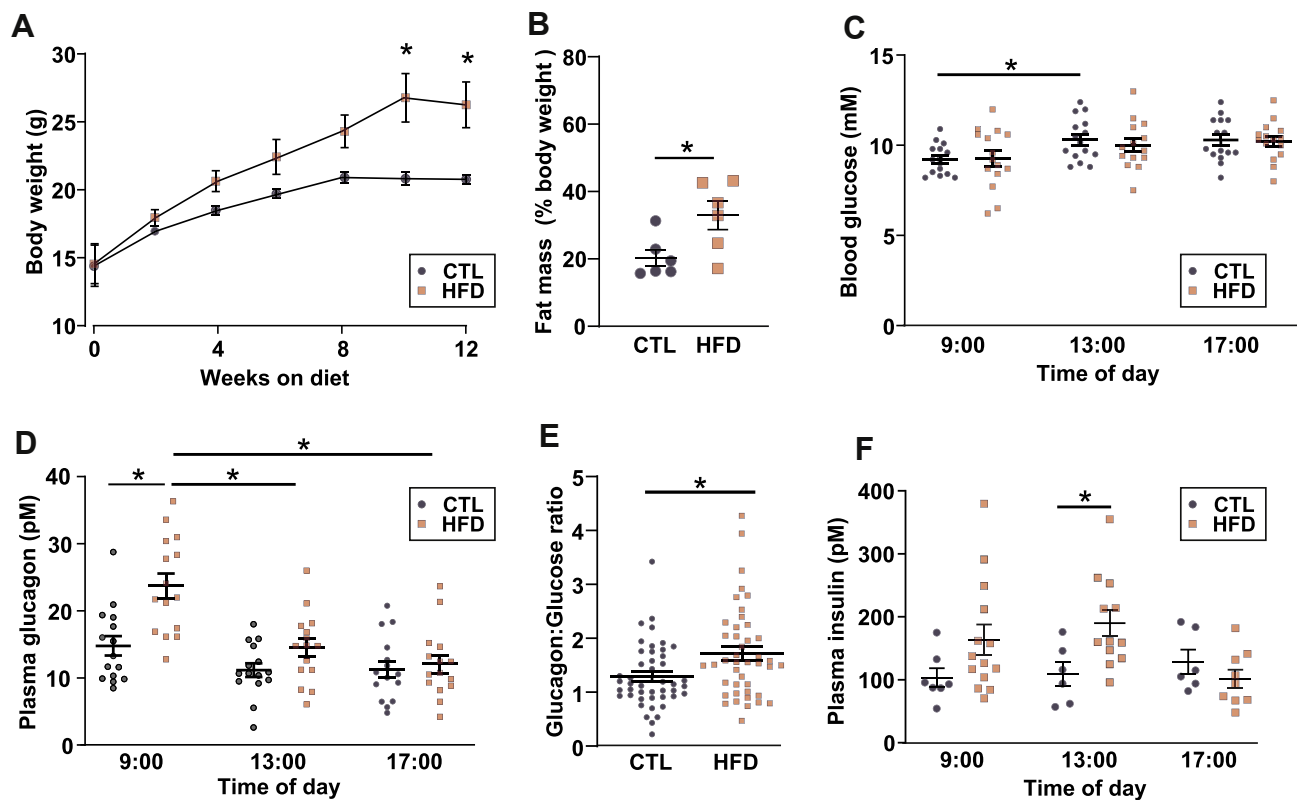 A
Body weight (g)
30
25
20
15
10
*
*
CTL
HFD
0
4
8
12
Weeks on diet
B
Fat mass (% body weight )
80
60
40
20
0
*
CTL
HFD
C
Blood glucose (mM)
15
10
5
0
*
CTL
HFD
9:00
13:00
17:00
Time of day
D
Plasma glucagon (pM)
40
30
20
10
0
*
*
*
CTL
HFD
9:00
13:00
17:00
Time of day
E
Glucagon:Glucose ratio
5
4
3
2
1
0
*
CTL
HFD
F
Plasma insulin (pM)
400
300
200
100
0
*
CTL
HFD
9:00
13:00
17:00
Time of day